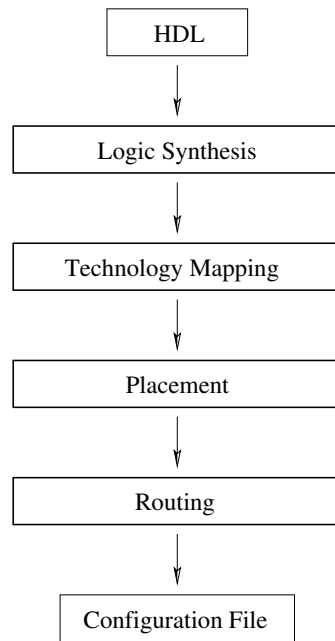 HDL
Logic Synthesis
Technology Mapping
Placement
Routing
Configuration File